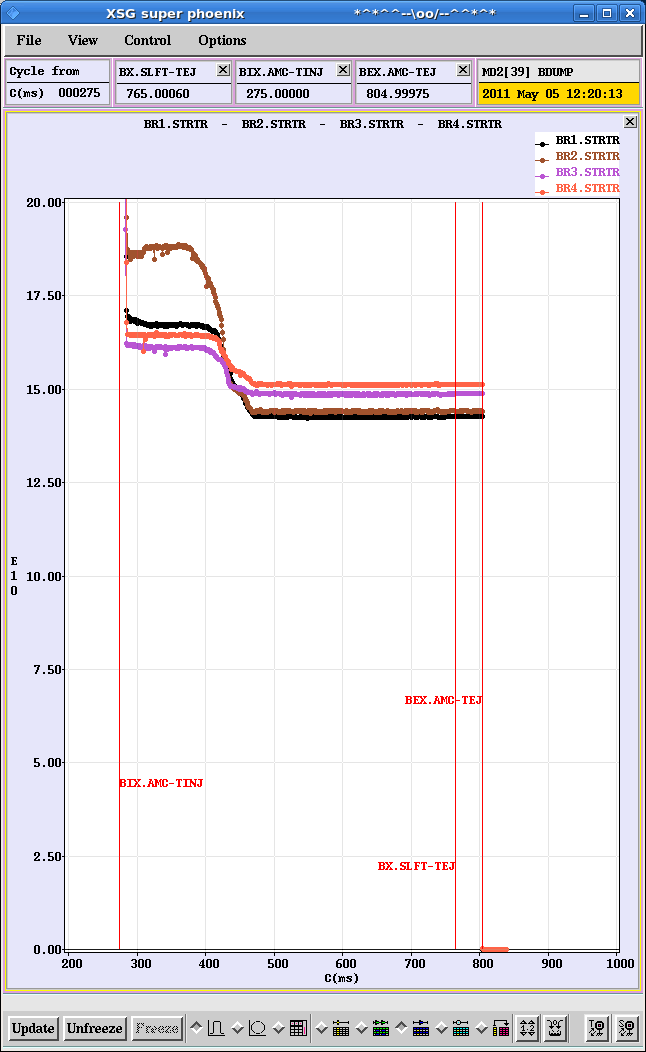 XSG super phoenix *^*^^--\oo/--^^*^*
File View Control Options
Cycle from BX.SLFT-TEJ BIX.AMC-TINJ BEX.AMC-TEJ MD2[39] BDUMP
C(ms) 000275 765.00060 275.00000 804.99975 2011 May 05 12:20:13
BR1.STRTR - BR2.STRTR - BR3.STRTR - BR4.STRTR
BR1.STRTR
BR2.STRTR
BR3.STRTR
BR4.STRTR
20.00
17.50
15.00
12.50
E10
10.00
7.50
BEX.AMC-TEJ
5.00
BIX.AMC-TINJ
BX.SLFT-TEJ
2.50
0.00
200 300 400 500 600 700 800 900 1000
C(ms)
Update Unfreeze Freeze